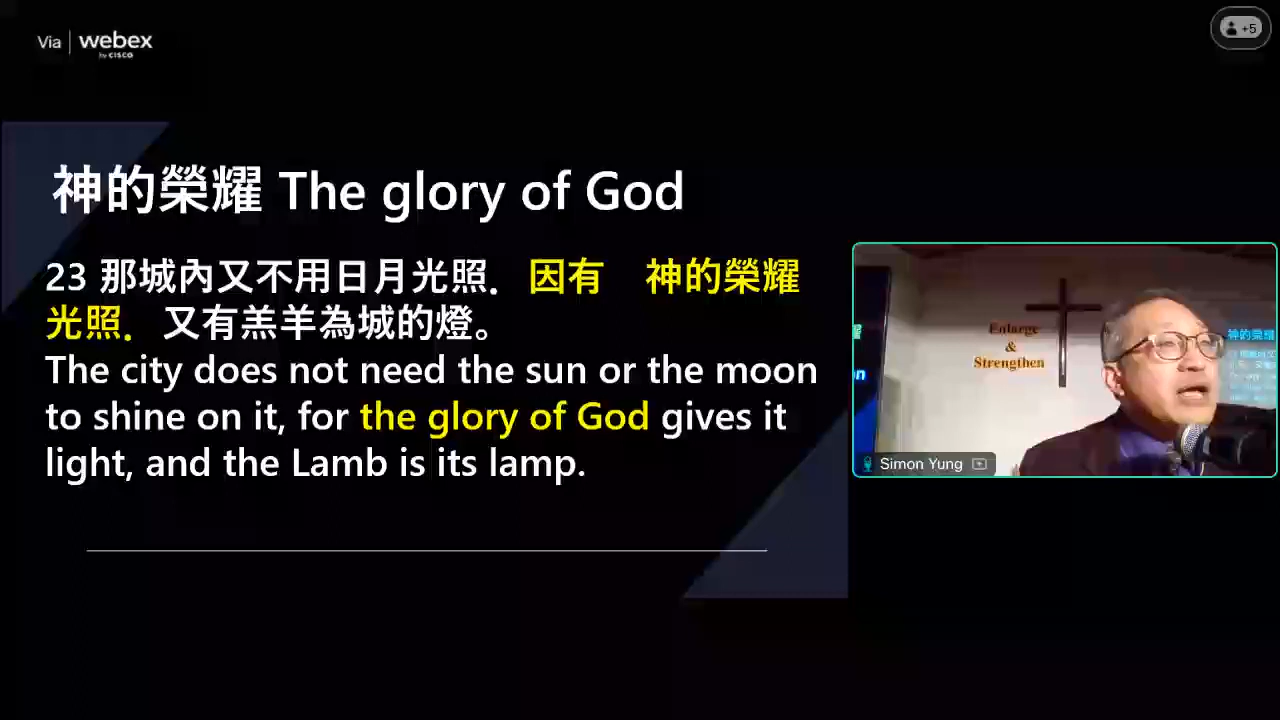 Via webex
by CISCO
+5
神的榮耀 The glory of God
23 那城內又不用日月光照．因有　神的榮耀
光照．又有羔羊為城的燈。
The city does not need the sun or the moon
to shine on it, for the glory of God gives it
light, and the Lamb is its lamp.
Enlarge
&
Strengthen
神的榮耀
Simon Yung